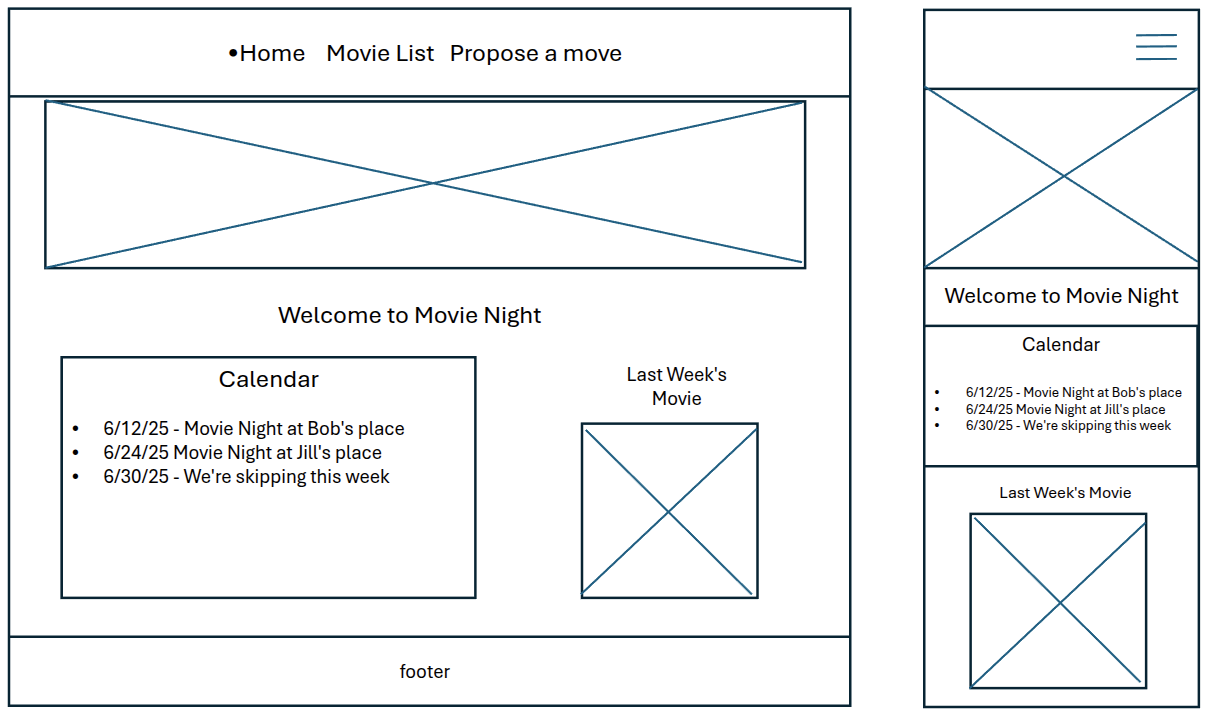 •Home Movie List Propose a move
Welcome to Movie Night
Calendar
• 6/12/25 - Movie Night at Bob's place
• 6/24/25 Movie Night at Jill's place
• 6/30/25 - We're skipping this week
Last Week's
Movie
footer
Welcome to Movie Night
Calendar
• 6/12/25 - Movie Night at Bob's place
• 6/24/25 Movie Night at Jill's place
• 6/30/25 - We're skipping this week
Last Week's Movie